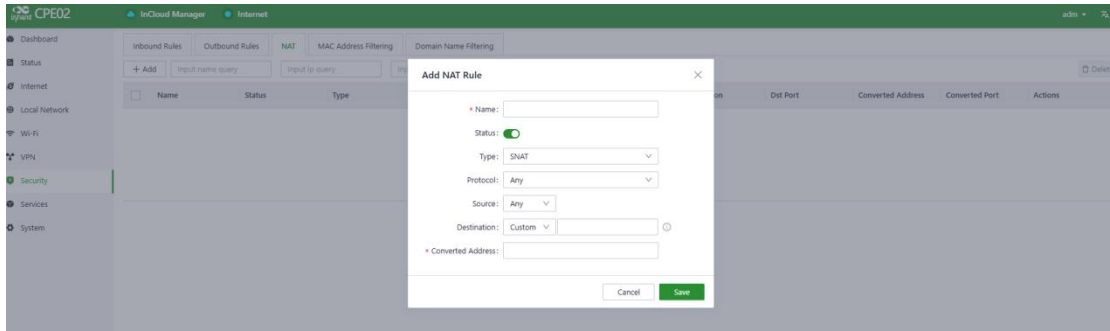 inhand CPE02 InCloud Manager Internet adm
Dashboard
Inbound Rules Outbound Rules NAT MAC Address Filtering Domain Name Filtering
Status
+ Add Input name query Input ip query
Add NAT Rule
Internet
Name Status Type Dst Port Converted Address Converted Port Actions
Local Network
* Name:
Wi-Fi
Status:
VPN
Type: SNAT
Security
Protocol: Any
Services
Source: Any
System
Destination: Custom
* Converted Address:
Cancel Save